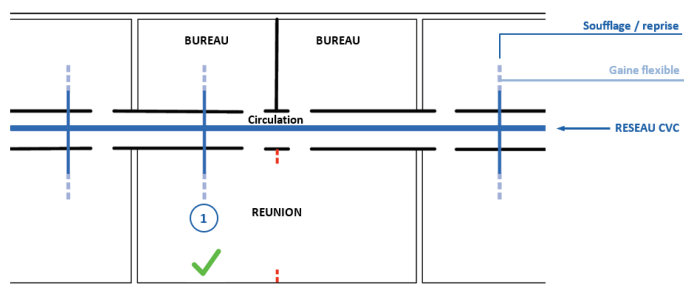 Soufflage / reprise
BUREAU
BUREAU
Gaine flexible
Circulation
RESEAU CVC
REUNION
1